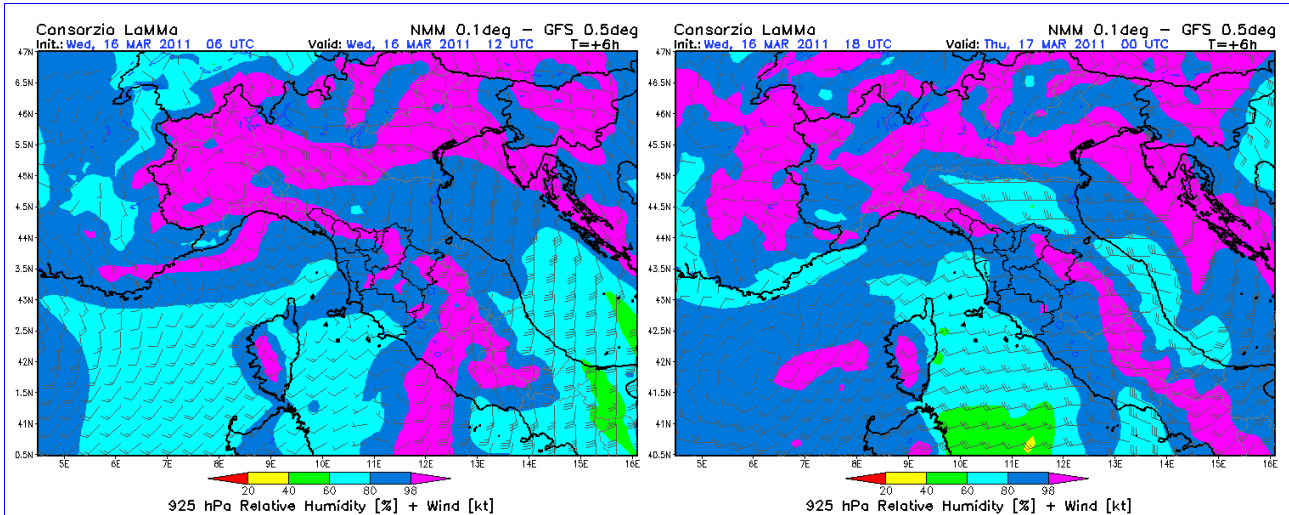 Consorzio LaMMa NMM 0.1deg – GFS 0.5deg
Init.: Wed, 16 MAR 2011 06 UTC Valid: Wed, 16 MAR 2011 12 UTC T=+6h
47N
46.5N
46N
45.5N
45N
44.5N
44N
43.5N
43N
42.5N
42N
41.5N
41N
0.5N
5E 6E 7E 8E 9E 10E 11E 12E 13E 14E 15E 16E
20 40 60 80 98
925 hPa Relative Humidity [%] + Wind [kt]
Consorzio LaMMa NMM 0.1deg – GFS 0.5deg
Init.: Wed, 16 MAR 2011 18 UTC Valid: Thu, 17 MAR 2011 00 UTC T=+6h
47N
46.5N
46N
45.5N
45N
44.5N
44N
43.5N
43N
42.5N
42N
41.5N
41N
40.5N
5E 6E 7E 8E 9E 10E 11E 12E 13E 14E 15E 16E
20 40 60 80 98
925 hPa Relative Humidity [%] + Wind [kt]